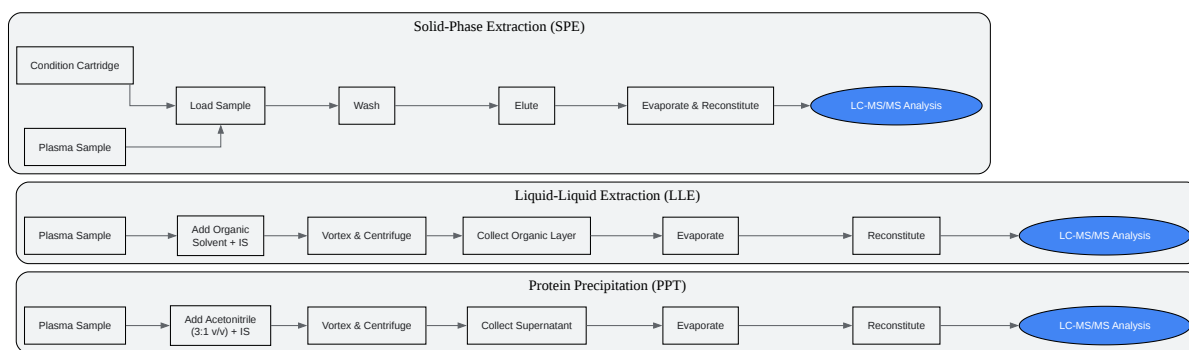 Solid-Phase Extraction (SPE)
Condition Cartridge
Load Sample
Wash
Elute
Evaporate & Reconstitute
LC-MS/MS Analysis
Plasma Sample
Liquid-Liquid Extraction (LLE)
Plasma Sample
Add Organic
Solvent + IS
Vortex & Centrifuge
Collect Organic Layer
Evaporate
Reconstitute
LC-MS/MS Analysis
Protein Precipitation (PPT)
Plasma Sample
Add Acetonitrile
(3:1 v/v) + IS
Vortex & Centrifuge
Collect Supernatant
Evaporate
Reconstitute
LC-MS/MS Analysis